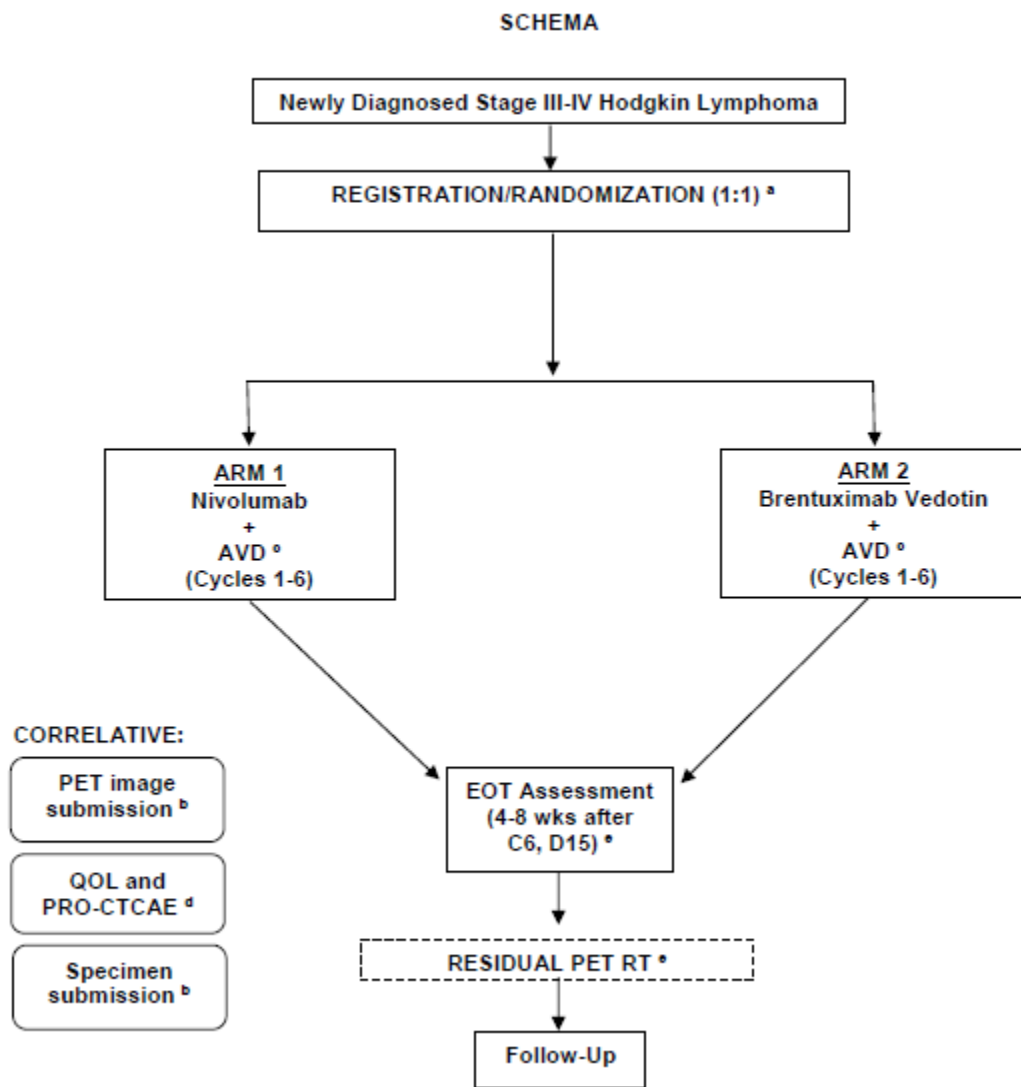 SCHEMA
Newly Diagnosed Stage III-IV Hodgkin Lymphoma
REGISTRATION/RANDOMIZATION (1:1) ª
ARM 1
Nivolumab
+
AVD ᶜ
(Cycles 1-6)
ARM 2
Brentuximab Vedotin
+
AVD ᶜ
(Cycles 1-6)
CORRELATIVE:
PET image
submission ᵇ
QOL and
PRO-CTCAE ᵈ
Specimen
submission ᵇ
EOT Assessment
(4-8 wks after
C6, D15) ᵉ
RESIDUAL PET RT ᵉ
Follow-Up